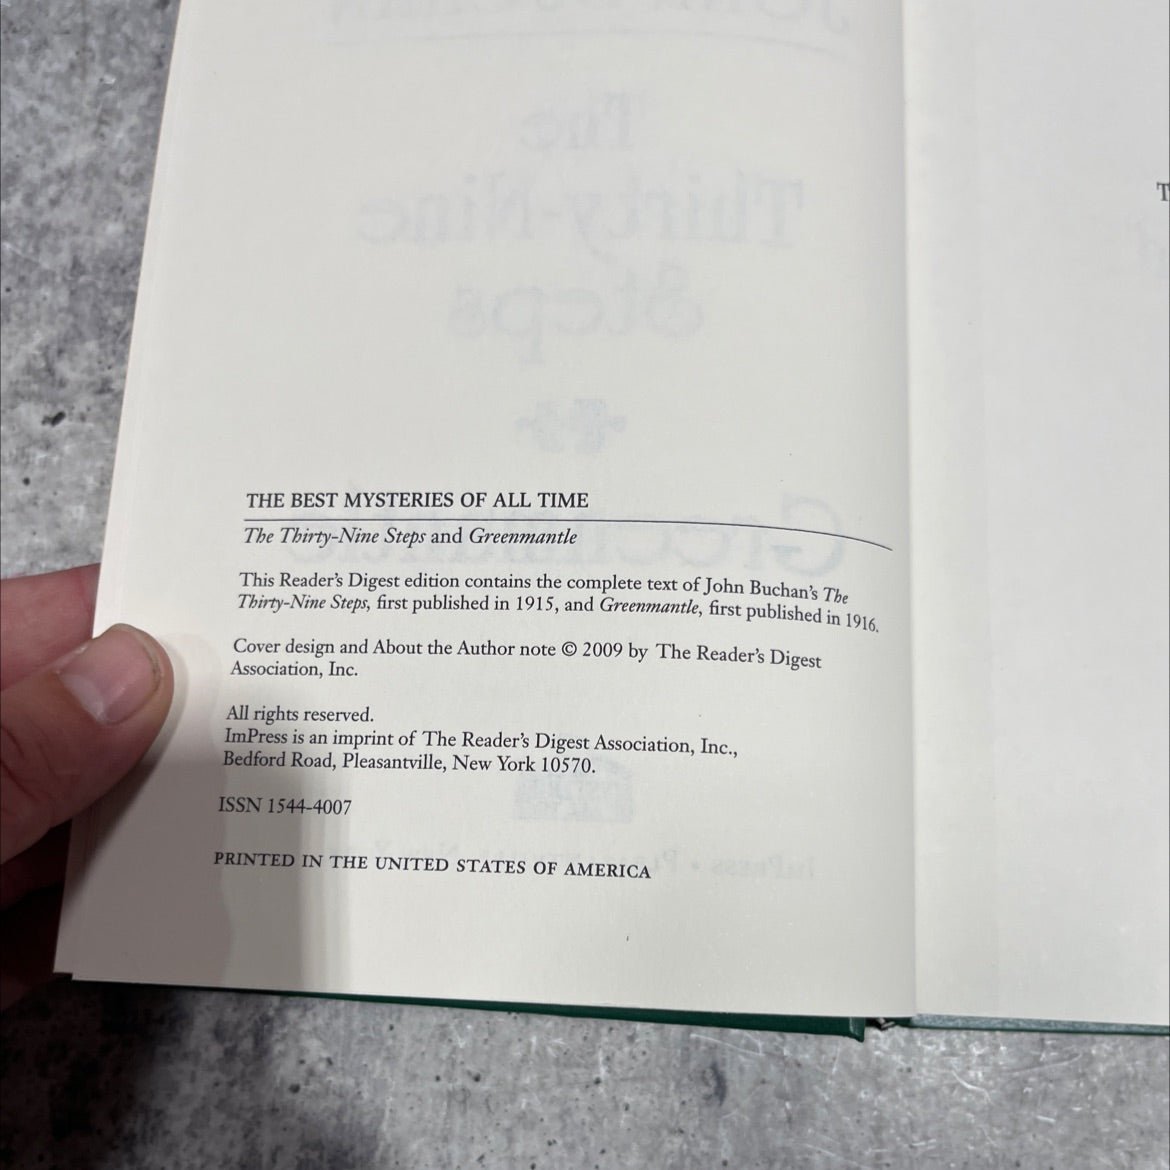 THE BEST MYSTERIES OF ALL TIME
The Thirty-Nine Steps and Greenmantle
This Reader's Digest edition contains the complete text of John Buchan's The
Thirty-Nine Steps, first published in 1915, and Greenmantle, first published in 1916.
Cover design and About the Author note © 2009 by The Reader's Digest
Association, Inc.
All rights reserved.
ImPress is an imprint of The Reader's Digest Association, Inc.,
Bedford Road, Pleasantville, New York 10570.
ISSN 1544-4007
PRINTED IN THE UNITED STATES OF AMERICA